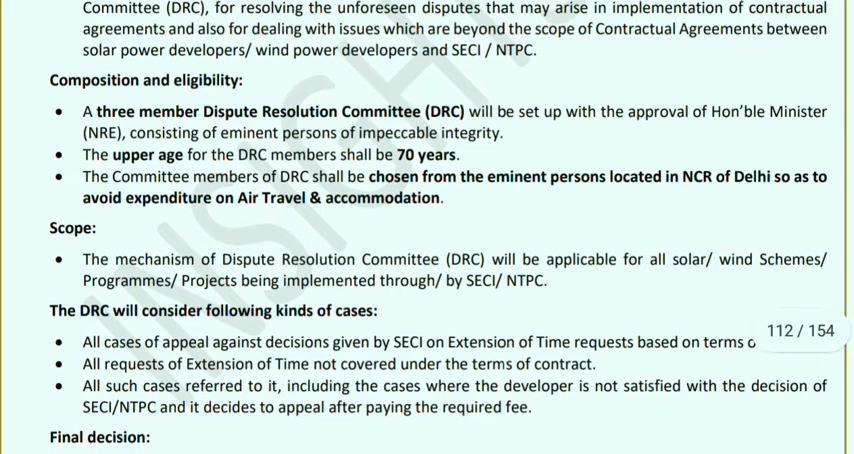 Committee (DRC), for resolving the unforeseen disputes that may arise in implementation of contractual
agreements and also for dealing with issues which are beyond the scope of Contractual Agreements between
solar power developers/ wind power developers and SECI / NTPC.
Composition and eligibility:
• A three member Dispute Resolution Committee (DRC) will be set up with the approval of Hon’ble Minister
(NRE), consisting of eminent persons of impeccable integrity.
• The upper age for the DRC members shall be 70 years.
• The Committee members of DRC shall be chosen from the eminent persons located in NCR of Delhi so as to
avoid expenditure on Air Travel & accommodation.
Scope:
• The mechanism of Dispute Resolution Committee (DRC) will be applicable for all solar/ wind Schemes/
Programmes/ Projects being implemented through/ by SECI/ NTPC.
The DRC will consider following kinds of cases:
112 / 154
• All cases of appeal against decisions given by SECI on Extension of Time requests based on terms
• All requests of Extension of Time not covered under the terms of contract.
• All such cases referred to it, including the cases where the developer is not satisfied with the decision of
SECI/NTPC and it decides to appeal after paying the required fee.
Final decision:
INSIGHT